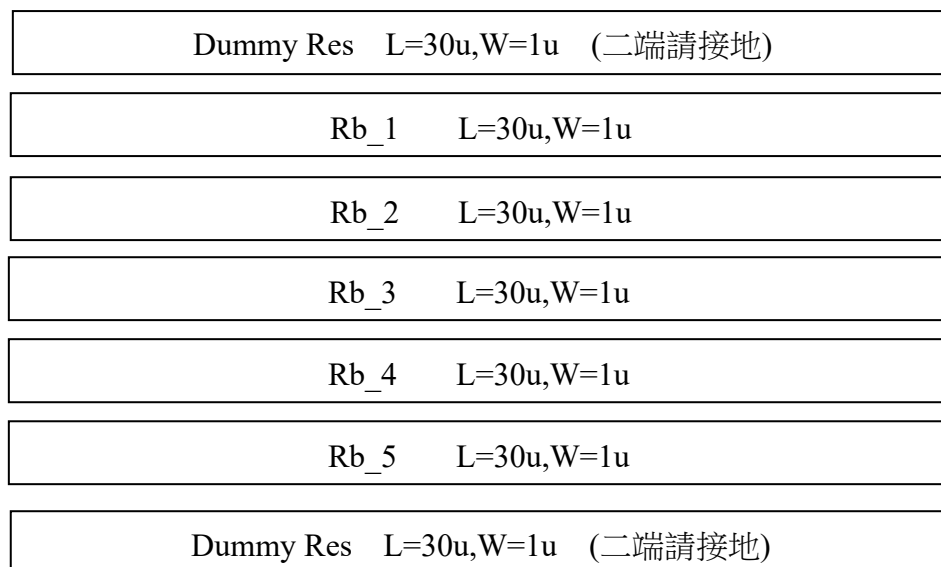 Dummy Res L=30u,W=1u (二端請接地)
Rb_1 L=30u,W=1u
Rb_2 L=30u,W=1u
Rb_3 L=30u,W=1u
Rb_4 L=30u,W=1u
Rb_5 L=30u,W=1u
Dummy Res L=30u,W=1u (二端請接地)